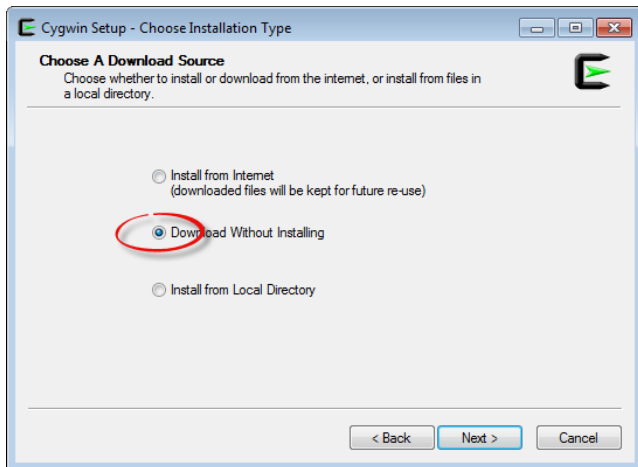 Cygwin Setup - Choose Installation Type
Choose A Download Source
Choose whether to install or download from the internet, or install from files in
a local directory.
Install from Internet
(downloaded files will be kept for future re-use)
Download Without Installing
Install from Local Directory
< Back Next > Cancel